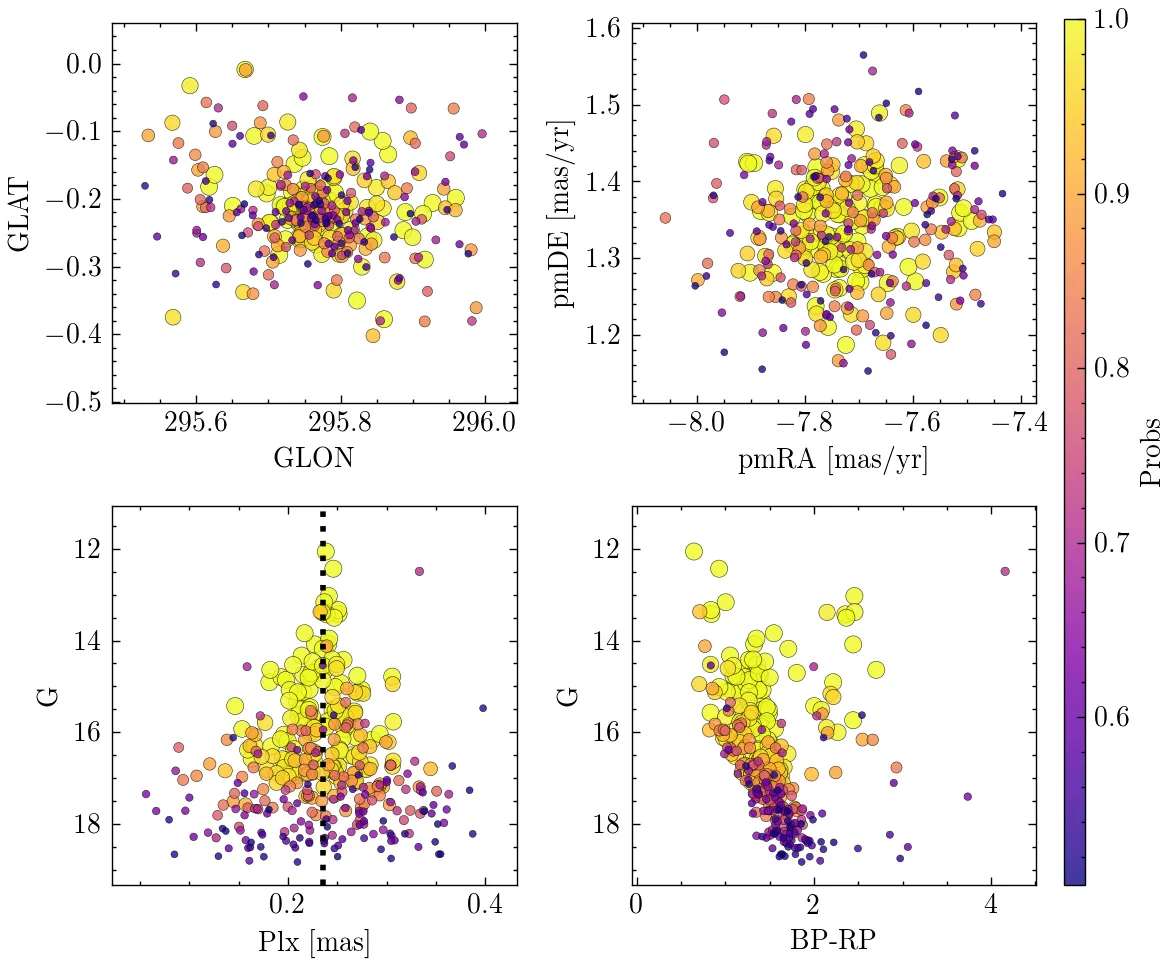 0.0
−0.1
−0.2
−0.3
−0.4
−0.5
GLAT
295.6 295.8 296.0
GLON
1.6
1.5
1.4
1.3
1.2
pmDE [mas/yr]
−8.0 −7.8 −7.6 −7.4
pmRA [mas/yr]
12
14
16
18
G
0.2 0.4
Plx [mas]
12
14
16
18
G
0 2 4
BP-RP
1.0
0.9
0.8
0.7
0.6
Probs